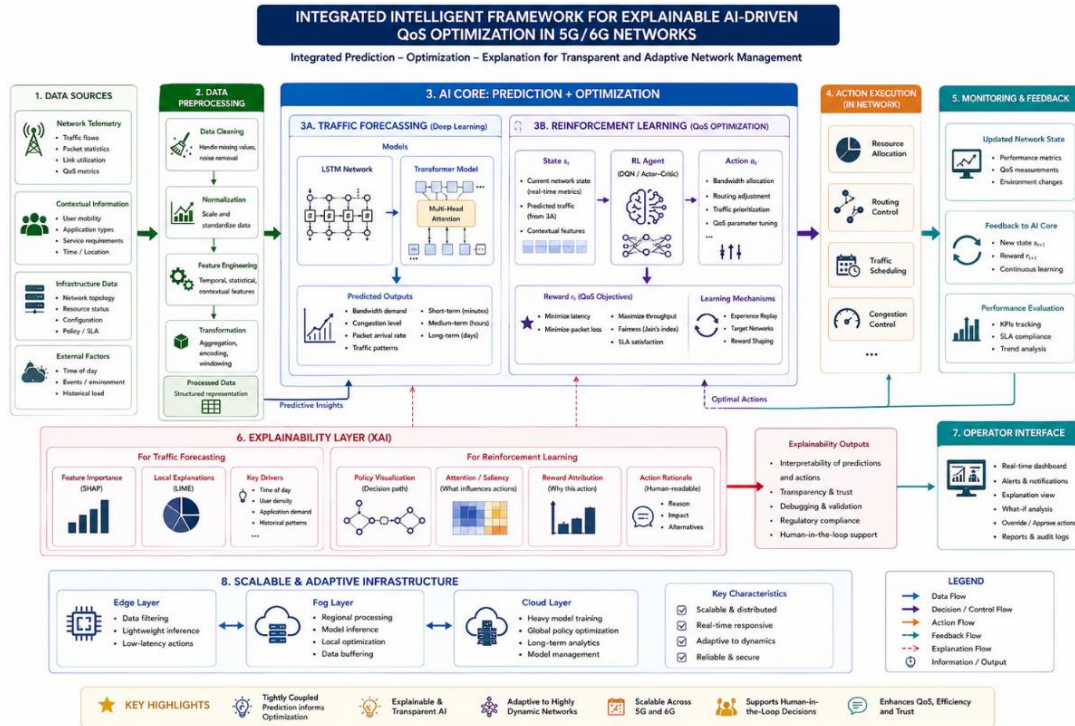 INTEGRATED INTELLIGENT FRAMEWORK FOR EXPLAINABLE AI-DRIVEN
QoS OPTIMIZATION IN 5G/6G NETWORKS
Integrated Prediction – Optimization – Explanation for Transparent and Adaptive Network Management
1. DATA SOURCES
Network Telemetry
• Traffic flows
• Packet statistics
• Link utilization
• QoS metrics
Contextual Information
• User mobility
• Application types
• Service requirements
• Time / Location
Infrastructure Data
• Network topology
• Resource status
• Configuration
• Policy / SLA
External Factors
• Time of day
• Events / environment
• Historical load
2. DATA
PREPROCESSING
Data Cleaning
Handle missing values,
noise removal
Normalization
Scale and
standardize data
Feature Engineering
Temporal, statistical,
contextual features
Transformation
Aggregation,
encoding,
windowing
Processed Data
Structured representation
3. AI CORE: PREDICTION + OPTIMIZATION
3A. TRAFFIC FORECASSING (Deep Learning)
Models
LSTM Network
Transformer Model
Multi-Head
Attention
Predicted Outputs
• Bandwidth demand
• Congestion level
• Packet arrival rate
• Traffic patterns
• Short-term (minutes)
• Medium-term (hours)
• Long-term (days)
Predictive Insights
3B. REINFORCEMENT LEARNING (QoS OPTIMIZATION)
State sₜ
• Current network state
(real-time metrics)
• Predicted traffic
(from 3A)
• Contextual features
RL Agent
(DQN / Actor–Critic)
Action aₜ
• Bandwidth allocation
• Routing adjustment
• Traffic prioritization
• QoS parameter tuning
...
Reward rₜ (QoS Objectives)
• Minimize latency
• Minimize packet loss
• Maximize throughput
• Fairness (Jain's index)
• SLA satisfaction
Learning Mechanisms
• Experience Replay
• Target Networks
• Reward Shaping
Optimal Actions
4. ACTION EXECUTION
(IN NETWORK)
Resource
Allocation
Routing
Control
Traffic
Scheduling
Congestion
Control
...
5. MONITORING & FEEDBACK
Updated Network State
• Performance metrics
• QoS measurements
• Environment changes
Feedback to AI Core
• New state sₜ₊₁
• Reward rₜ₊₁
• Continuous learning
Performance Evaluation
• KPIs tracking
• SLA compliance
• Trend analysis
6. EXPLAINABILITY LAYER (XAI)
For Traffic Forecasting
Feature Importance
(SHAP)
Local Explanations
(LIME)
Key Drivers
• Time of day
• User density
• Application demand
• Historical patterns
...
For Reinforcement Learning
Policy Visualization
(Decision path)
Attention / Saliency
(What influences actions)
Reward Attribution
(Why this action)
Action Rationale
(Human-readable)
• Reason
• Impact
• Alternatives
Explainability Outputs
• Interpretability of predictions
and actions
• Transparency & trust
• Debugging & validation
• Regulatory compliance
• Human-in-the-loop support
7. OPERATOR INTERFACE
• Real-time dashboard
• Alerts & notifications
• Explanation view
• What-if analysis
• Override / Approve actions
• Reports & audit logs
8. SCALABLE & ADAPTIVE INFRASTRUCTURE
Edge Layer
• Data filtering
• Lightweight inference
• Low-latency actions
Fog Layer
• Regional processing
• Model inference
• Local optimization
• Data buffering
Cloud Layer
• Heavy model training
• Global policy optimization
• Long-term analytics
• Model management
Key Characteristics
Scalable & distributed
Real-time responsive
Adaptive to dynamics
Reliable & secure
LEGEND
Data Flow
Decision / Control Flow
Action Flow
Feedback Flow
Explanation Flow
Information / Output
KEY HIGHLIGHTS
Tightly Coupled
Prediction informs
Optimization
Explainable &
Transparent AI
Adaptive to Highly
Dynamic Networks
Scalable Across
5G and 6G
Supports Human-in-
the-Loop Decisions
Enhances QoS, Efficiency
and Trust